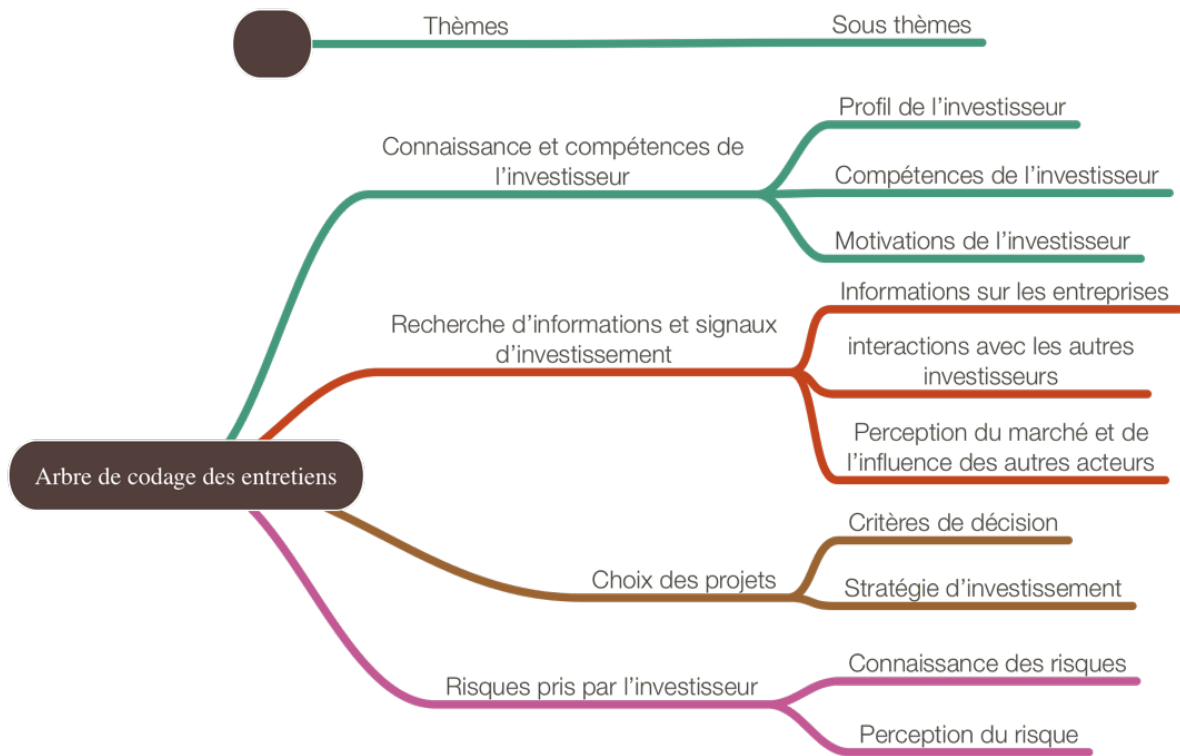 Thèmes
Sous thèmes
Connaissance et compétences de
l’investisseur
Profil de l’investisseur
Compétences de l’investisseur
Motivations de l’investisseur
Recherche d’informations et signaux
d’investissement
Informations sur les entreprises
interactions avec les autres
investisseurs
Perception du marché et de
l’influence des autres acteurs
Arbre de codage des entretiens
Choix des projets
Critères de décision
Stratégie d’investissement
Risques pris par l’investisseur
Connaissance des risques
Perception du risque